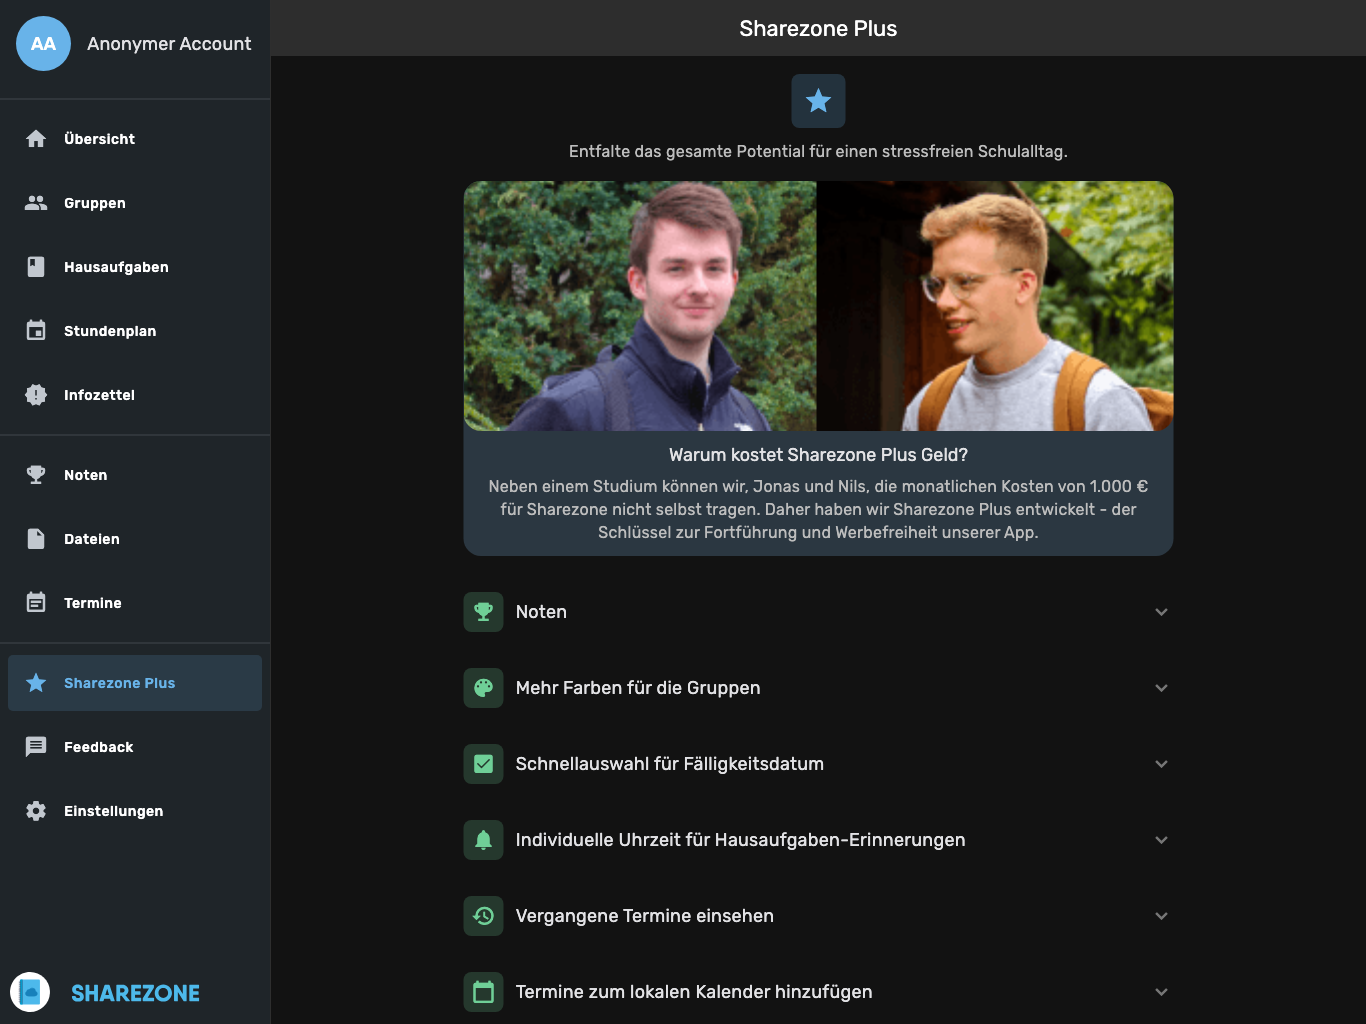 AA
Anonymer Account
Übersicht
Gruppen
Hausaufgaben
Stundenplan
Infozettel
Noten
Dateien
Termine
Sharezone Plus
Feedback
Einstellungen
SHAREZONE
Sharezone Plus
Entfalte das gesamte Potential für einen stressfreien Schulalltag.
Warum kostet Sharezone Plus Geld?
Neben einem Studium können wir, Jonas und Nils, die monatlichen Kosten von 1.000 €
für Sharezone nicht selbst tragen. Daher haben wir Sharezone Plus entwickelt - der
Schlüssel zur Fortführung und Werbefreiheit unserer App.
Noten
Mehr Farben für die Gruppen
Schnellauswahl für Fälligkeitsdatum
Individuelle Uhrzeit für Hausaufgaben-Erinnerungen
Vergangene Termine einsehen
Termine zum lokalen Kalender hinzufügen